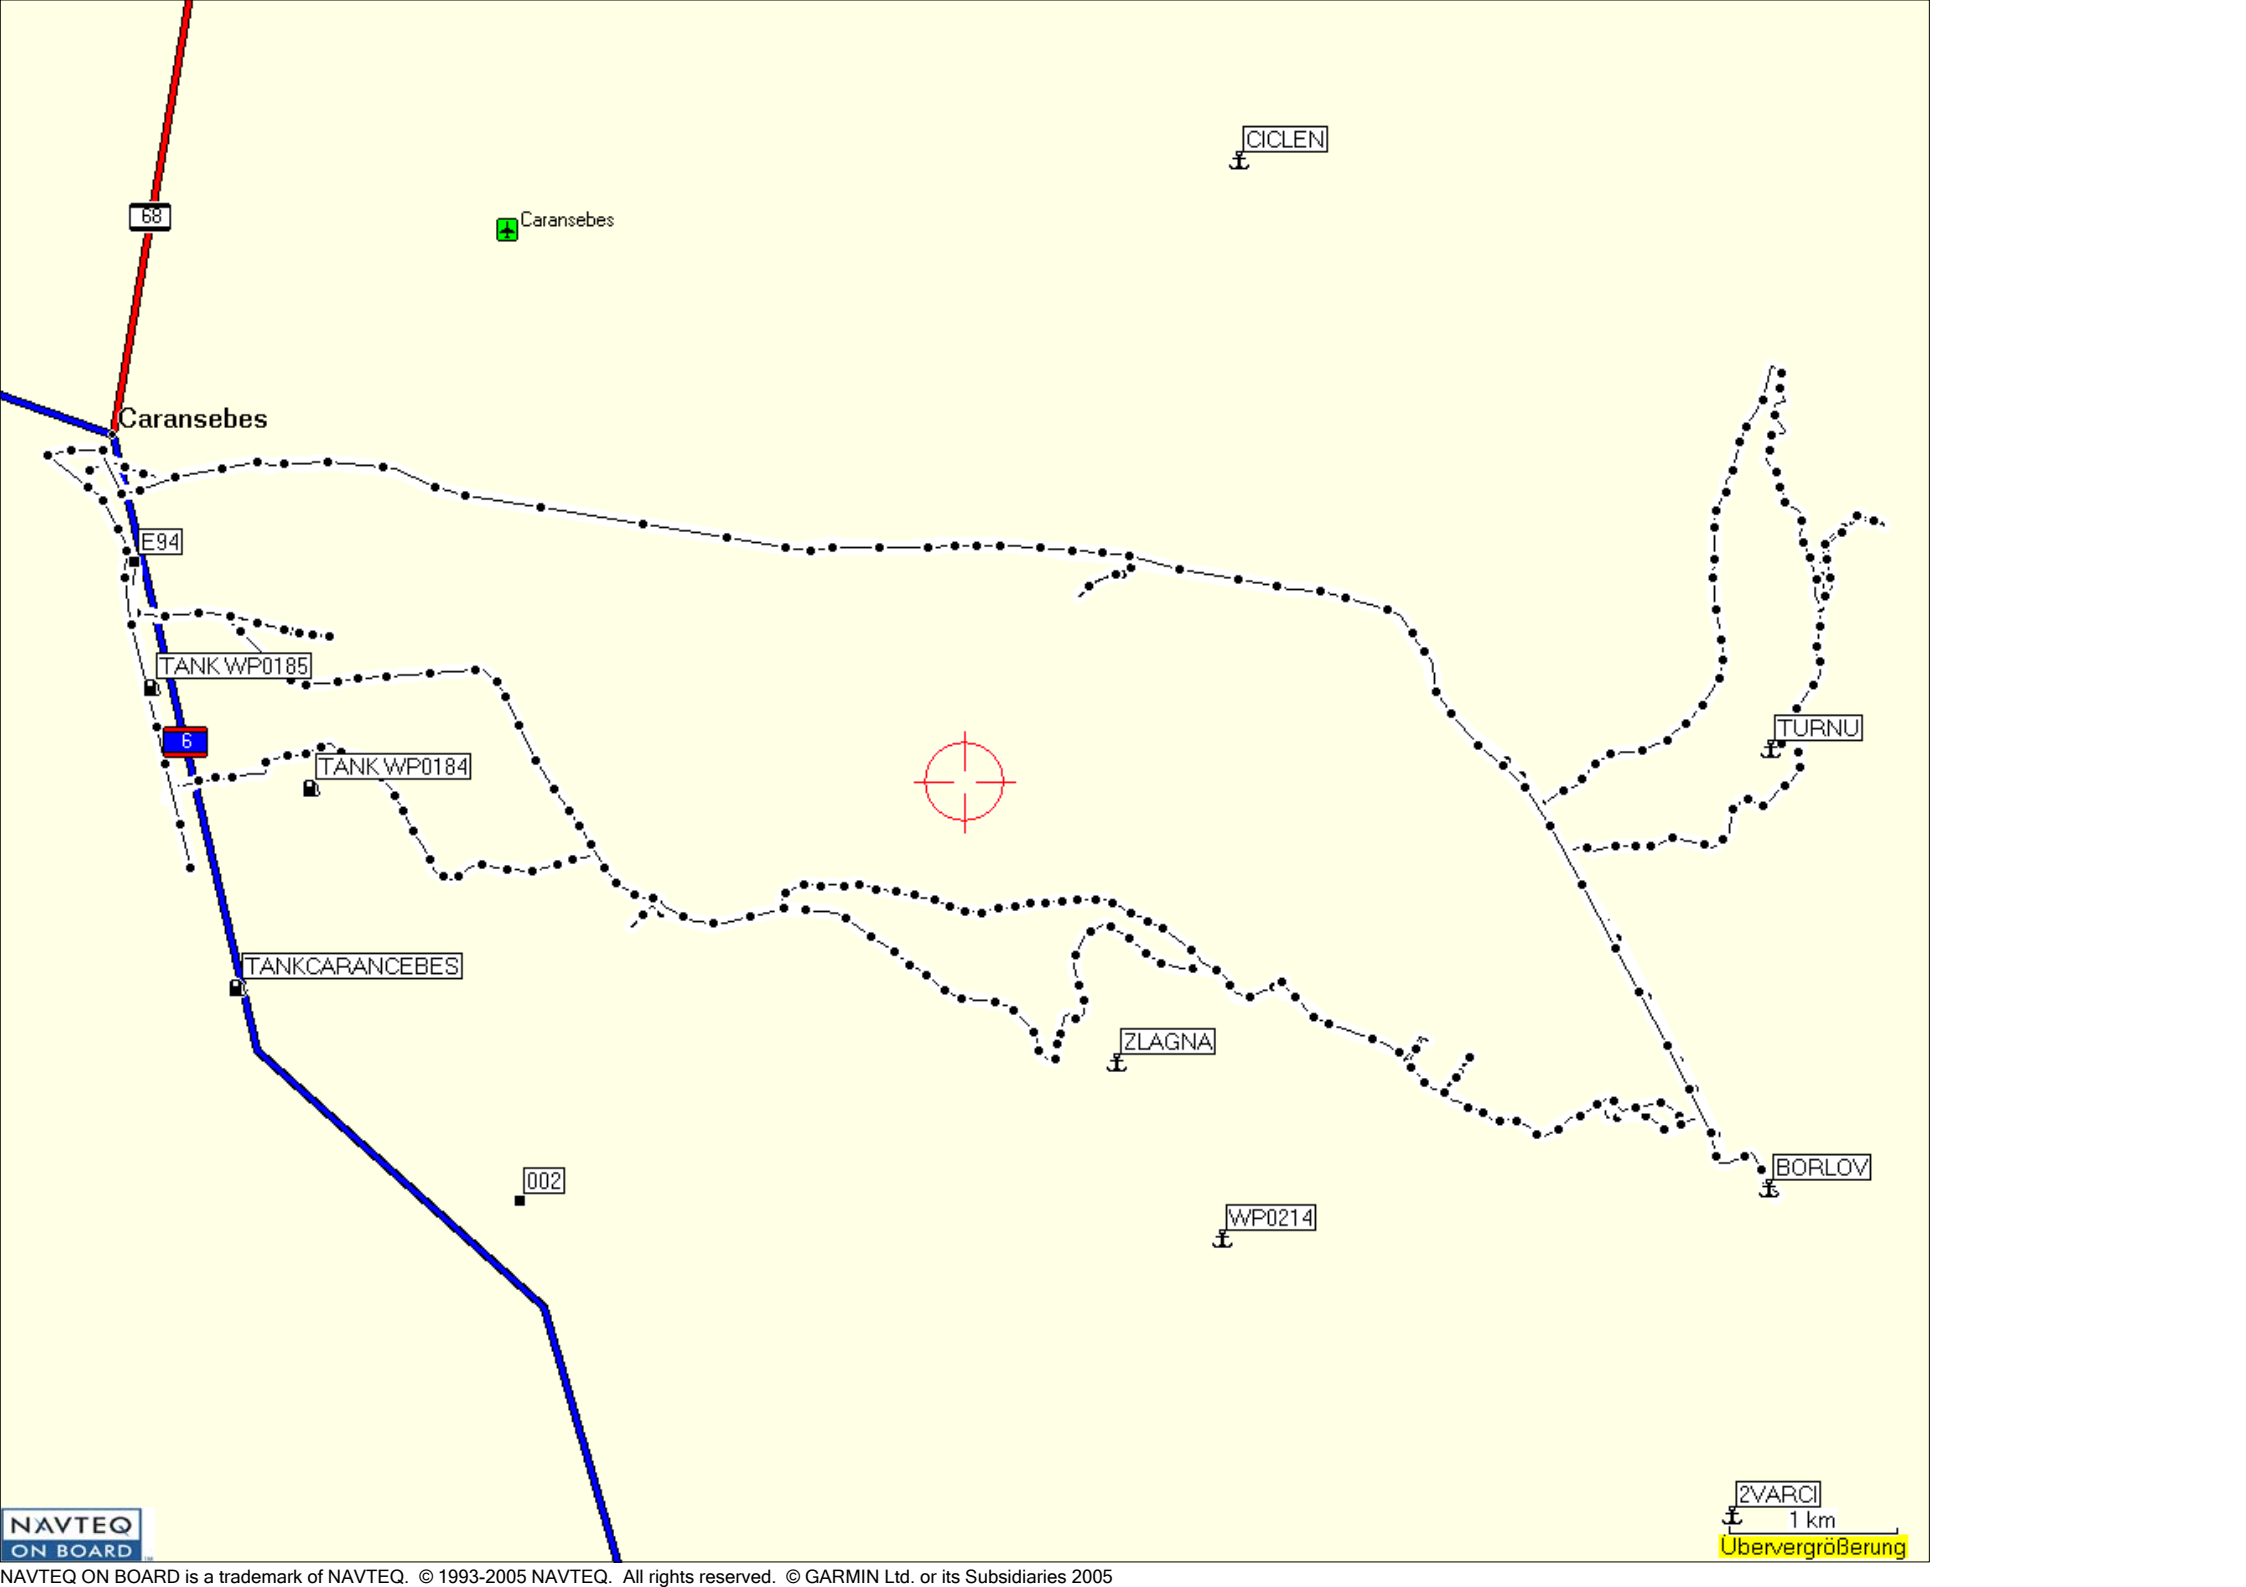 CICLEN
68
Caransebes
Caransebes
E94
TANK WP0185
TURNU
6
TANK WP0184
TANKCARANCEBES
ZLAGNA
BORLOV
002
WP0214
2VARCI
1 km
Übervergrößerung
NAVTEQ
ON BOARD
NAVTEQ ON BOARD is a trademark of NAVTEQ. © 1993-2005 NAVTEQ. All rights reserved. © GARMIN Ltd. or its Subsidiaries 2005